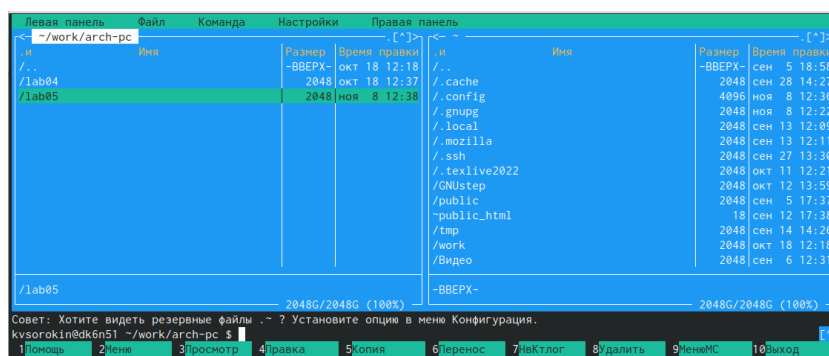 Левая панель Файл Команда Настройки Правая панель
<─ ~/work/arch-pc .[^]> <─ ~ .[^]>
.и Имя Размер Время правки .и Имя Размер Время правки
/.. -ВВЕРХ- окт 18 12:18 /.. -ВВЕРХ- сен 5 18:58
/lab04 2048 окт 18 12:37 /.cache 2048 сен 28 14:27
/lab05 2048 ноя 8 12:38 /.config 4096 ноя 8 12:36
/.gnupg 2048 ноя 8 12:22
/.local 2048 сен 13 12:09
/.mozilla 2048 сен 13 12:11
/.ssh 2048 сен 27 13:30
/.texlive2022 2048 окт 11 12:21
/GNUstep 2048 окт 12 13:59
/public 2048 сен 5 17:37
~public_html 18 сен 12 17:38
/tmp 2048 сен 14 14:26
/work 2048 окт 18 12:18
/Видео 2048 сен 6 12:31
/lab05 -ВВЕРХ-
2048G/2048G (100%) 2048G/2048G (100%)
Совет: Хотите видеть резервные файлы .~ ? Установите опцию в меню Конфигурация.
kvsorokin@dk6n51 ~/work/arch-pc $ [^
1Помощь 2Меню 3Просмотр 4Правка 5Копия 6Перенос 7НвКтлог 8Удалить 9МенюMC 10Выход